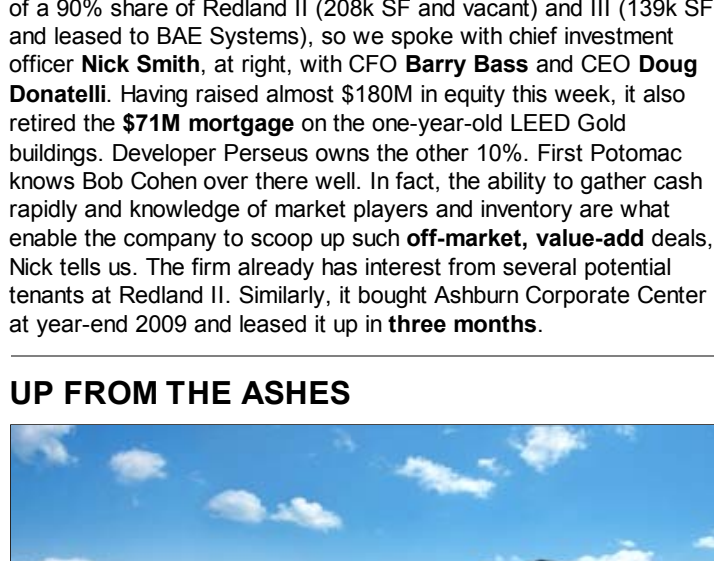 of a 90% share of Redland II (208k SF and vacant) and III (139k SF
and leased to BAE Systems), so we spoke with chief investment
officer Nick Smith, at right, with CFO Barry Bass and CEO Doug
Donatelli. Having raised almost $180M in equity this week, it also
retired the $71M mortgage on the one-year-old LEED Gold
buildings. Developer Perseus owns the other 10%. First Potomac
knows Bob Cohen over there well. In fact, the ability to gather cash
rapidly and knowledge of market players and inventory are what
enable the company to scoop up such off-market, value-add deals,
Nick tells us. The firm already has interest from several potential
tenants at Redland II. Similarly, it bought Ashburn Corporate Center
at year-end 2009 and leased it up in three months.
UP FROM THE ASHES